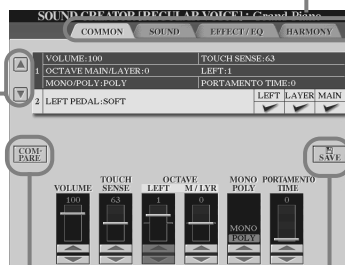 SOUND CREATOR [REGULAR VOICE] : Grand Piano
COMMON SOUND EFFECT / EQ HARMONY
VOLUME:100 TOUCH SENSE:63
1 OCTAVE MAIN/LAYER:0 LEFT:1
MONO/POLY:POLY PORTAMENTO TIME:0
2 LEFT PEDAL:SOFT LEFT LAYER MAIN
COM-
PARE
SAVE
VOLUME TOUCH SENSE OCTAVE LEFT M / LYR MONO POLY PORTAMENTO TIME
100 63 1 0 0
MONO
POLY